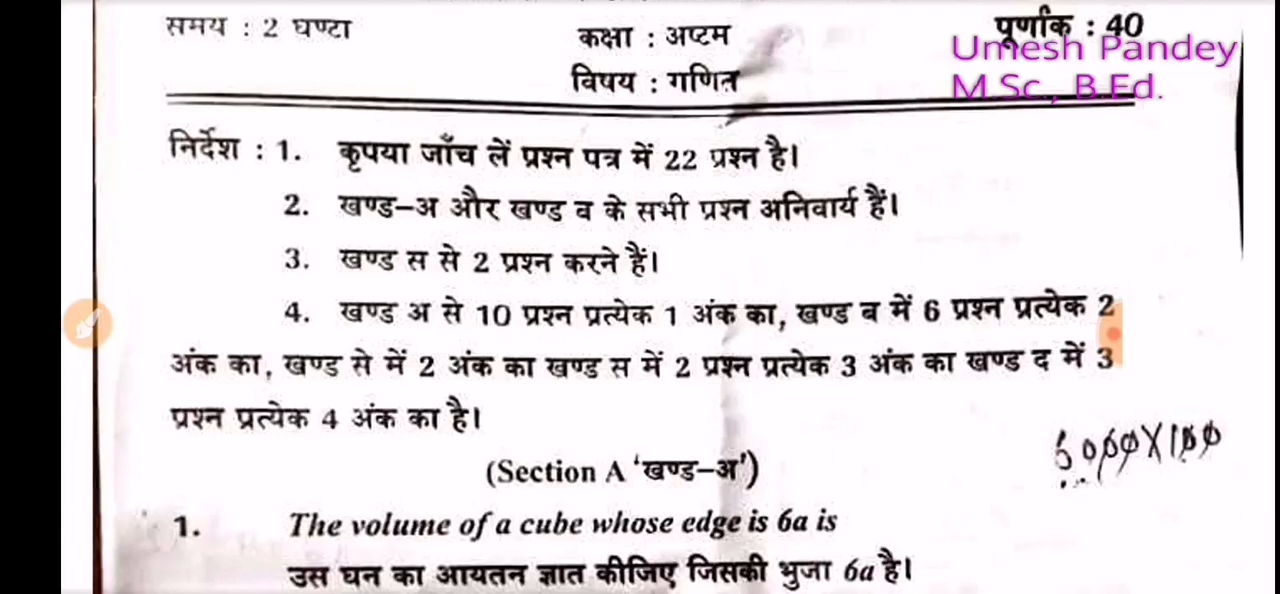 समय : 2 घण्टा
कक्षा : अष्टम
पूर्णांक : 40
Umesh Pandey
M.Sc., B.Ed.
विषय : गणित
निर्देश : 1. कृपया जाँच लें प्रश्न पत्र में 22 प्रश्न है।
2. खण्ड-अ और खण्ड व के सभी प्रश्न अनिवार्य हैं।
3. खण्ड स से 2 प्रश्न करने हैं।
4. खण्ड अ से 10 प्रश्न प्रत्येक 1 अंक का, खण्ड ब में 6 प्रश्न प्रत्येक 2
अंक का, खण्ड से में 2 अंक का खण्ड स में 2 प्रश्न प्रत्येक 3 अंक का खण्ड द में 3
प्रश्न प्रत्येक 4 अंक का है।
(Section A 'खण्ड-अ')
1. The volume of a cube whose edge is 6a is
उस घन का आयतन ज्ञात कीजिए जिसकी भुजा 6a है।